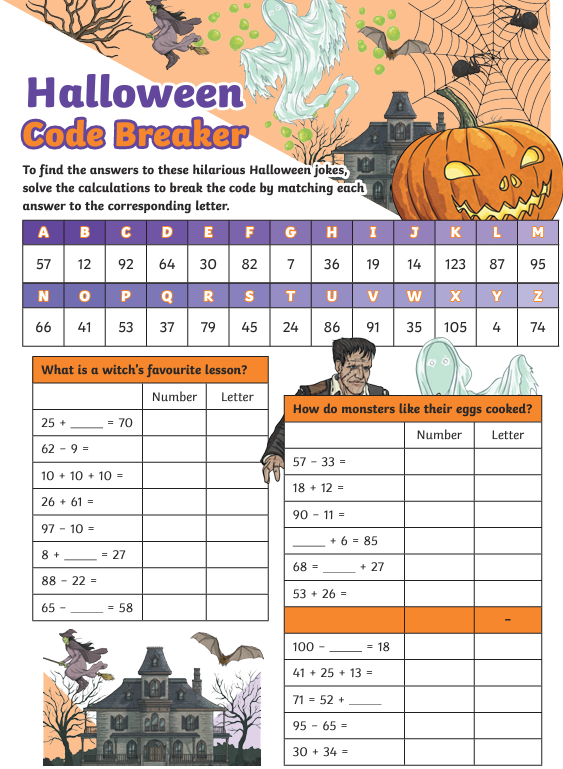 Halloween
Code Breaker
To find the answers to these hilarious Halloween jokes,
solve the calculations to break the code by matching each
answer to the corresponding letter.
A B C D E F G H I J K L M
57 12 92 64 30 82 7 36 19 14 123 87 95
N O P Q R S T U V W X Y Z
66 41 53 37 79 45 24 86 91 35 105 4 74
What is a witch's favourite lesson?
Number Letter
25 + _____ = 70
62 – 9 =
10 + 10 + 10 =
26 + 61 =
97 – 10 =
8 + _____ = 27
88 – 22 =
65 – _____ = 58
How do monsters like their eggs cooked?
Number Letter
57 – 33 =
18 + 12 =
90 – 11 =
_____ + 6 = 85
68 = _____ + 27
53 + 26 =
–
100 – _____ = 18
41 + 25 + 13 =
71 = 52 + _____
95 – 65 =
30 + 34 =